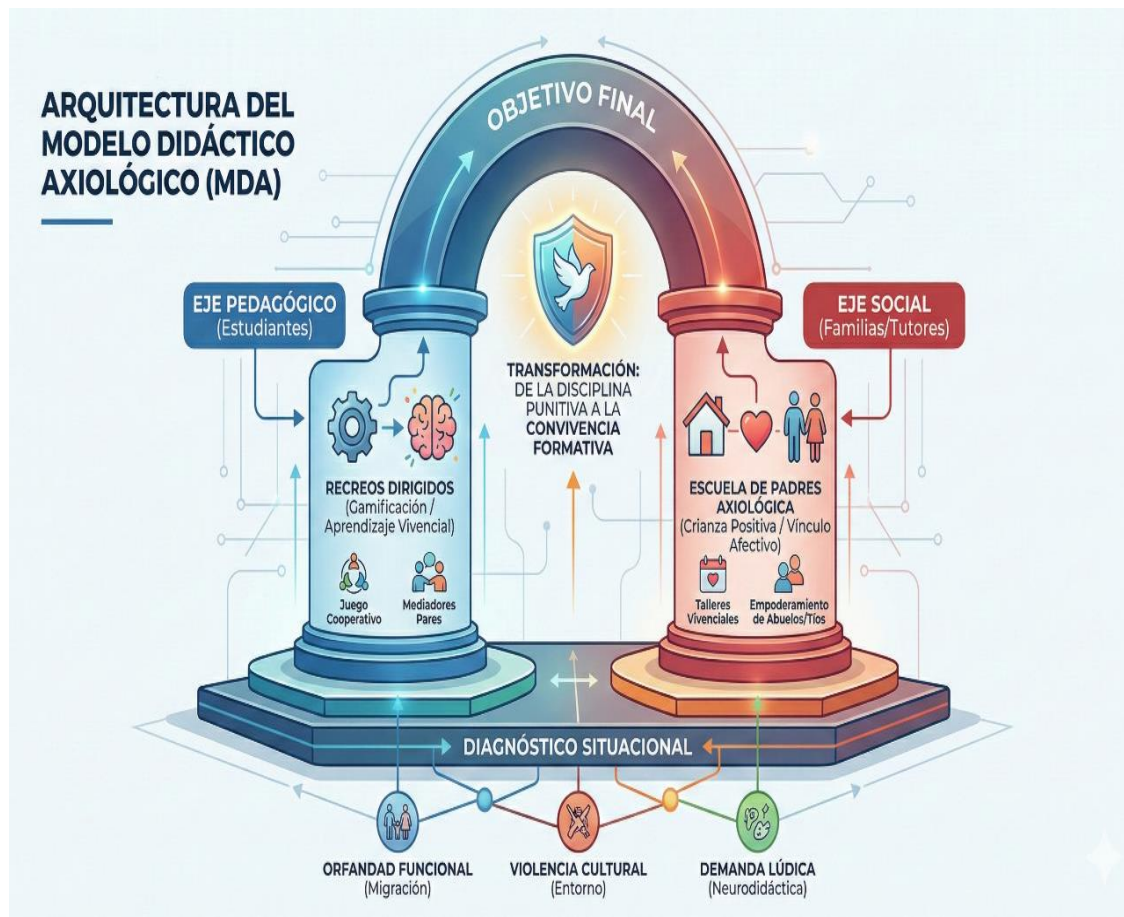 ARQUITECTURA DEL
MODELO DIDÁCTICO
AXIOLÓGICO (MDA)
OBJETIVO FINAL
EJE PEDAGÓGICO
(Estudiantes)
EJE SOCIAL
(Familias/Tutores)
TRANSFORMACIÓN:
DE LA DISCIPLINA
PUNITIVA A LA
CONVIVENCIA
FORMATIVA
RECREOS DIRIGIDOS
(Gamificación /
Aprendizaje Vivencial)
Juego
Cooperativo
Mediadores
Pares
ESCUELA DE PADRES
AXIOLÓGICA
(Crianza Positiva / Vínculo
Afectivo)
Talleres
Vivenciales
Empoderamiento
de Abuelos/Tíos
DIAGNÓSTICO SITUACIONAL
ORFANDAD FUNCIONAL
(Migración)
VIOLENCIA CULTURAL
(Entorno)
DEMANDA LÚDICA
(Neurodidáctica)